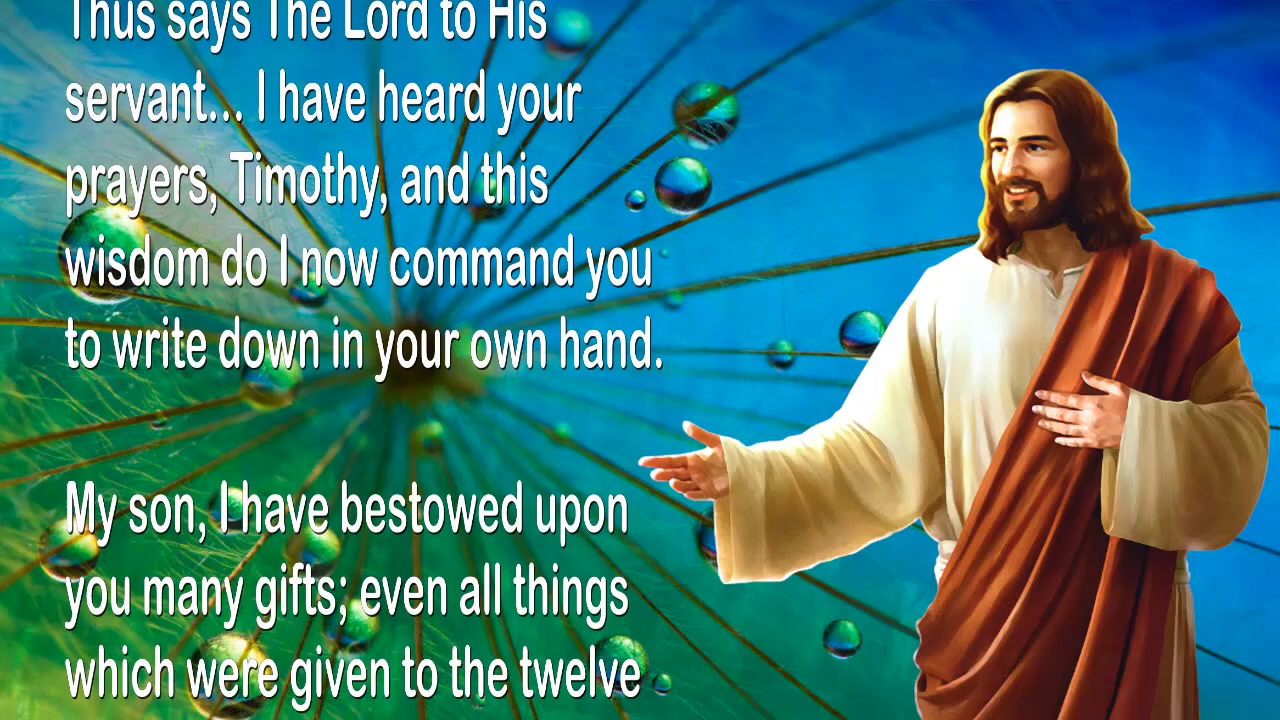 Thus says The Lord to His
servant... I have heard your
prayers, Timothy, and this
wisdom do I now command you
to write down in your own hand.
My son, I have bestowed upon
you many gifts; even all things
which were given to the twelve